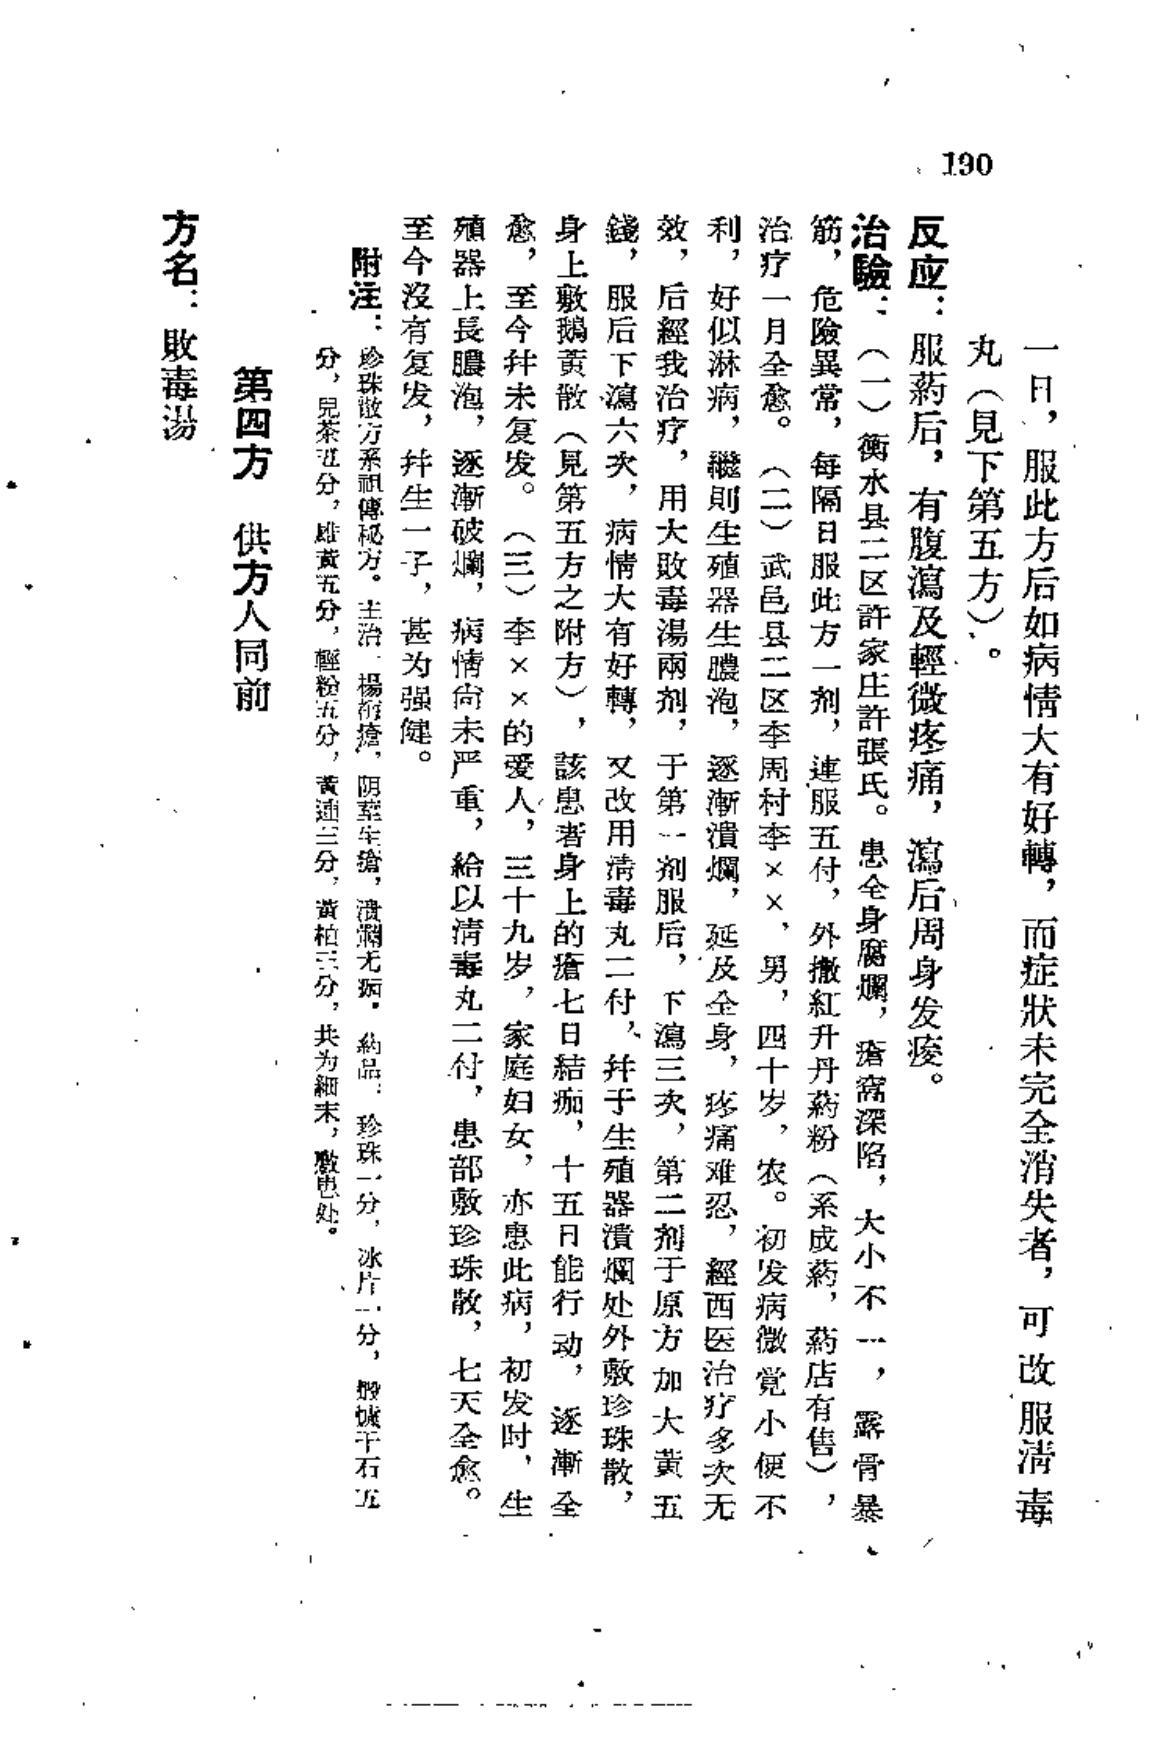 190
一日，服此方后如病情大有好轉，而症狀未完全消失者，可改服清毒
丸（見下第五方）。
反应：服葯后，有腹瀉及輕微疼痛，瀉后周身发痠。
治驗：（一）衡水县二区許家庄許張氏。患全身腐爛，瘡窩深陷，大小不一，露骨暴
筋，危險異常，每隔日服此方一剂，連服五付，外撒紅升丹葯粉（系成葯，葯店有售），
治疗一月全愈。（二）武邑县二区李周村李××，男，四十岁，农。初发病微覚小便不
利，好似淋病，繼則生殖器生膿泡，逐漸潰爛，延及全身，疼痛难忍，經西医治疗多次无
效，后經我治疗，用大敗毒湯兩剂，于第一剂服后，下瀉三次，第二剂于原方加大黃五
錢，服后下瀉六次，病情大有好轉，又改用清毒丸二付，幷于生殖器潰爛处外敷珍珠散，
身上敷鵝黃散（見第五方之附方），該患者身上的瘡七日結痂，十五日能行动，逐漸全
愈，至今幷未复发。（三）李××的爱人，三十九岁，家庭妇女，亦患此病，初发时，生
殖器上長膿泡，逐漸破爛，病情尚未严重，給以清毒丸二付，患部敷珍珠散，七天全愈。
至今沒有复发，幷生一子，甚为强健。
附注：珍珠散方系祖傳秘方。主治：楊梅瘡，阴莖生瘡，潰爛无痂。葯品：珍珠一分，冰片一分，煅爐干石五
分，兒茶五分，雄黃五分，輕粉五分，黃連三分，黃柏三分，共为細末，敷患处。
第四方　供方人同前
方名：敗毒湯